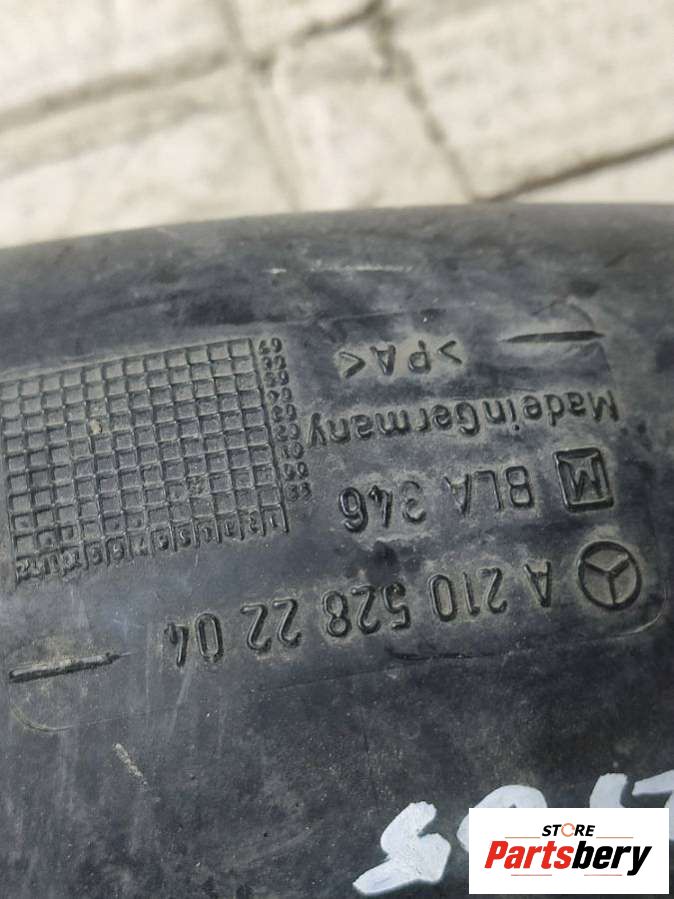 A 210 528 22 04
M BLA 346
Made in Germany
>PA<
STORE
Partsbery